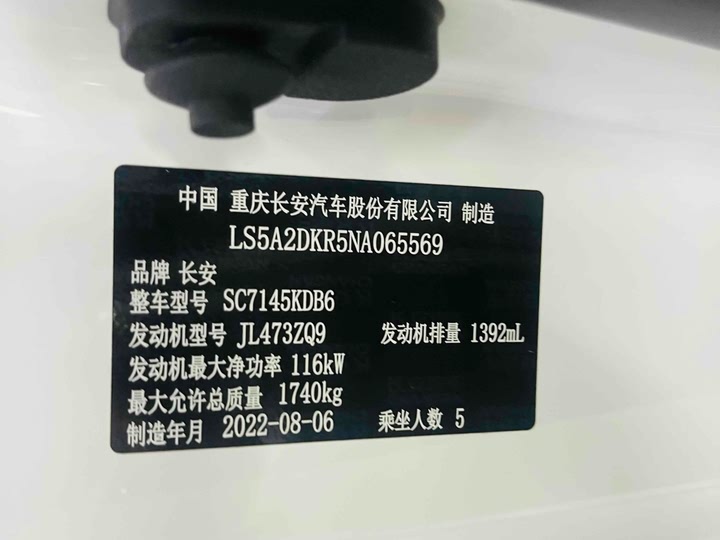 中国 重庆长安汽车股份有限公司 制造
LS5A2DKR5NA065569
品牌 长安
整车型号 SC7145KDB6
发动机型号 JL473ZQ9 发动机排量 1392mL
发动机最大净功率 116kW
最大允许总质量 1740kg
制造年月 2022-08-06 乘坐人数 5